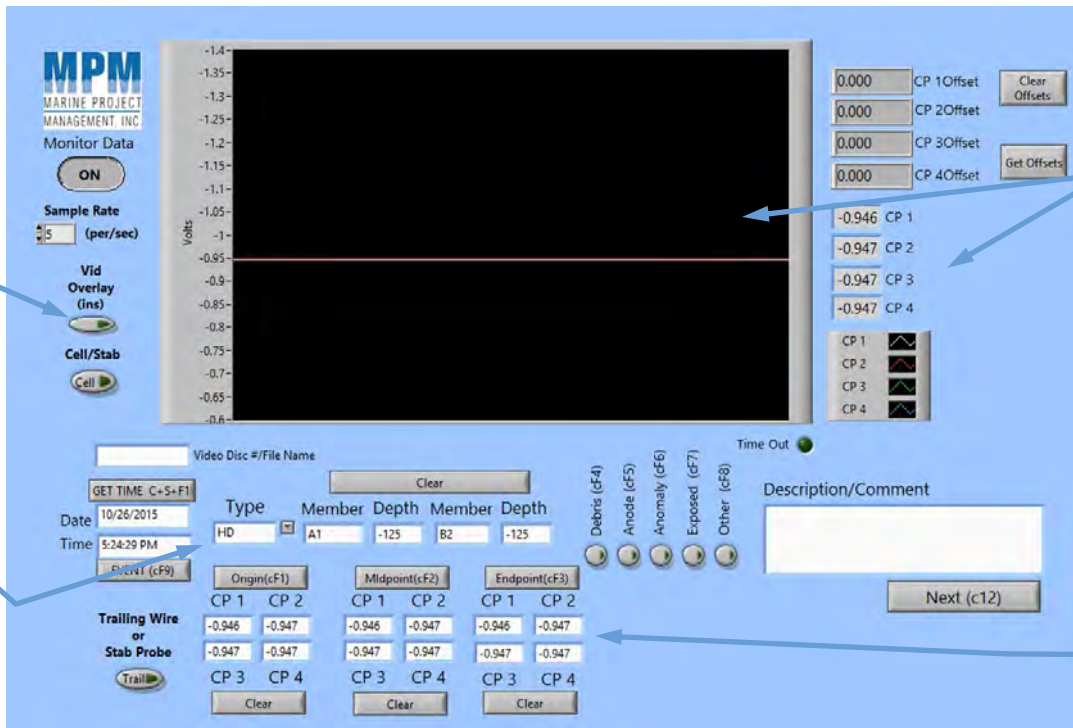 MPM
MARINE PROJECT
MANAGEMENT, INC.
Monitor Data
ON
Sample Rate
5 (per/sec)
Vid
Overlay
(ins)
Cell/Stab
Cell
Volts
-1.4
-1.35
-1.3
-1.25
-1.2
-1.15
-1.1
-1.05
-1
-0.95
-0.9
-0.85
-0.8
-0.75
-0.7
-0.65
-0.6
0.000 CP 1Offset
0.000 CP 2Offset
0.000 CP 3Offset
0.000 CP 4Offset
Clear
Offsets
Get Offsets
-0.946 CP 1
-0.947 CP 2
-0.947 CP 3
-0.947 CP 4
CP 1
CP 2
CP 3
CP 4
Time Out
Video Disc #/File Name
GET TIME C+S+F1
Date 10/26/2015
Time 5:24:29 PM
EVENT (cF9)
Clear
Type Member Depth Member Depth
HD A1 -125 B2 -125
Debris (cF4)
Anode (cF5)
Anomaly (cF6)
Exposed (cF7)
Other (cF8)
Description/Comment
Next (c12)
Origin(cF1) MIdpoint(cF2) Endpoint(cF3)
CP 1 CP 2 CP 1 CP 2 CP 1 CP 2
-0.946 -0.947 -0.946 -0.947 -0.946 -0.947
-0.947 -0.947 -0.947 -0.947 -0.947 -0.947
CP 3 CP 4 CP 3 CP 4 CP 3 CP 4
Clear Clear Clear
Trailing Wire
or
Stab Probe
Trail